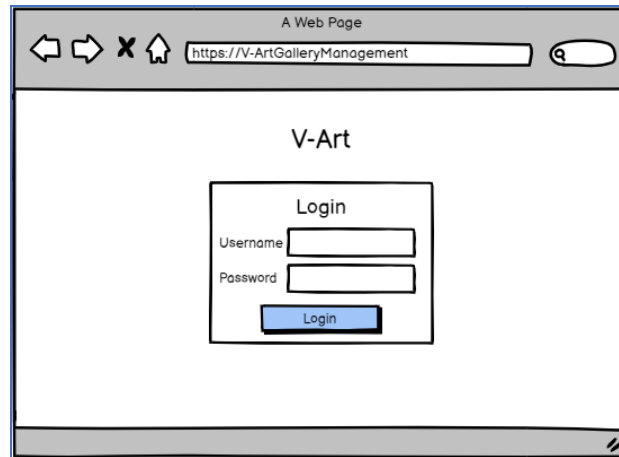 A Web Page
https://V-ArtGalleryManagement
V-Art
Login
Username
Password
Login